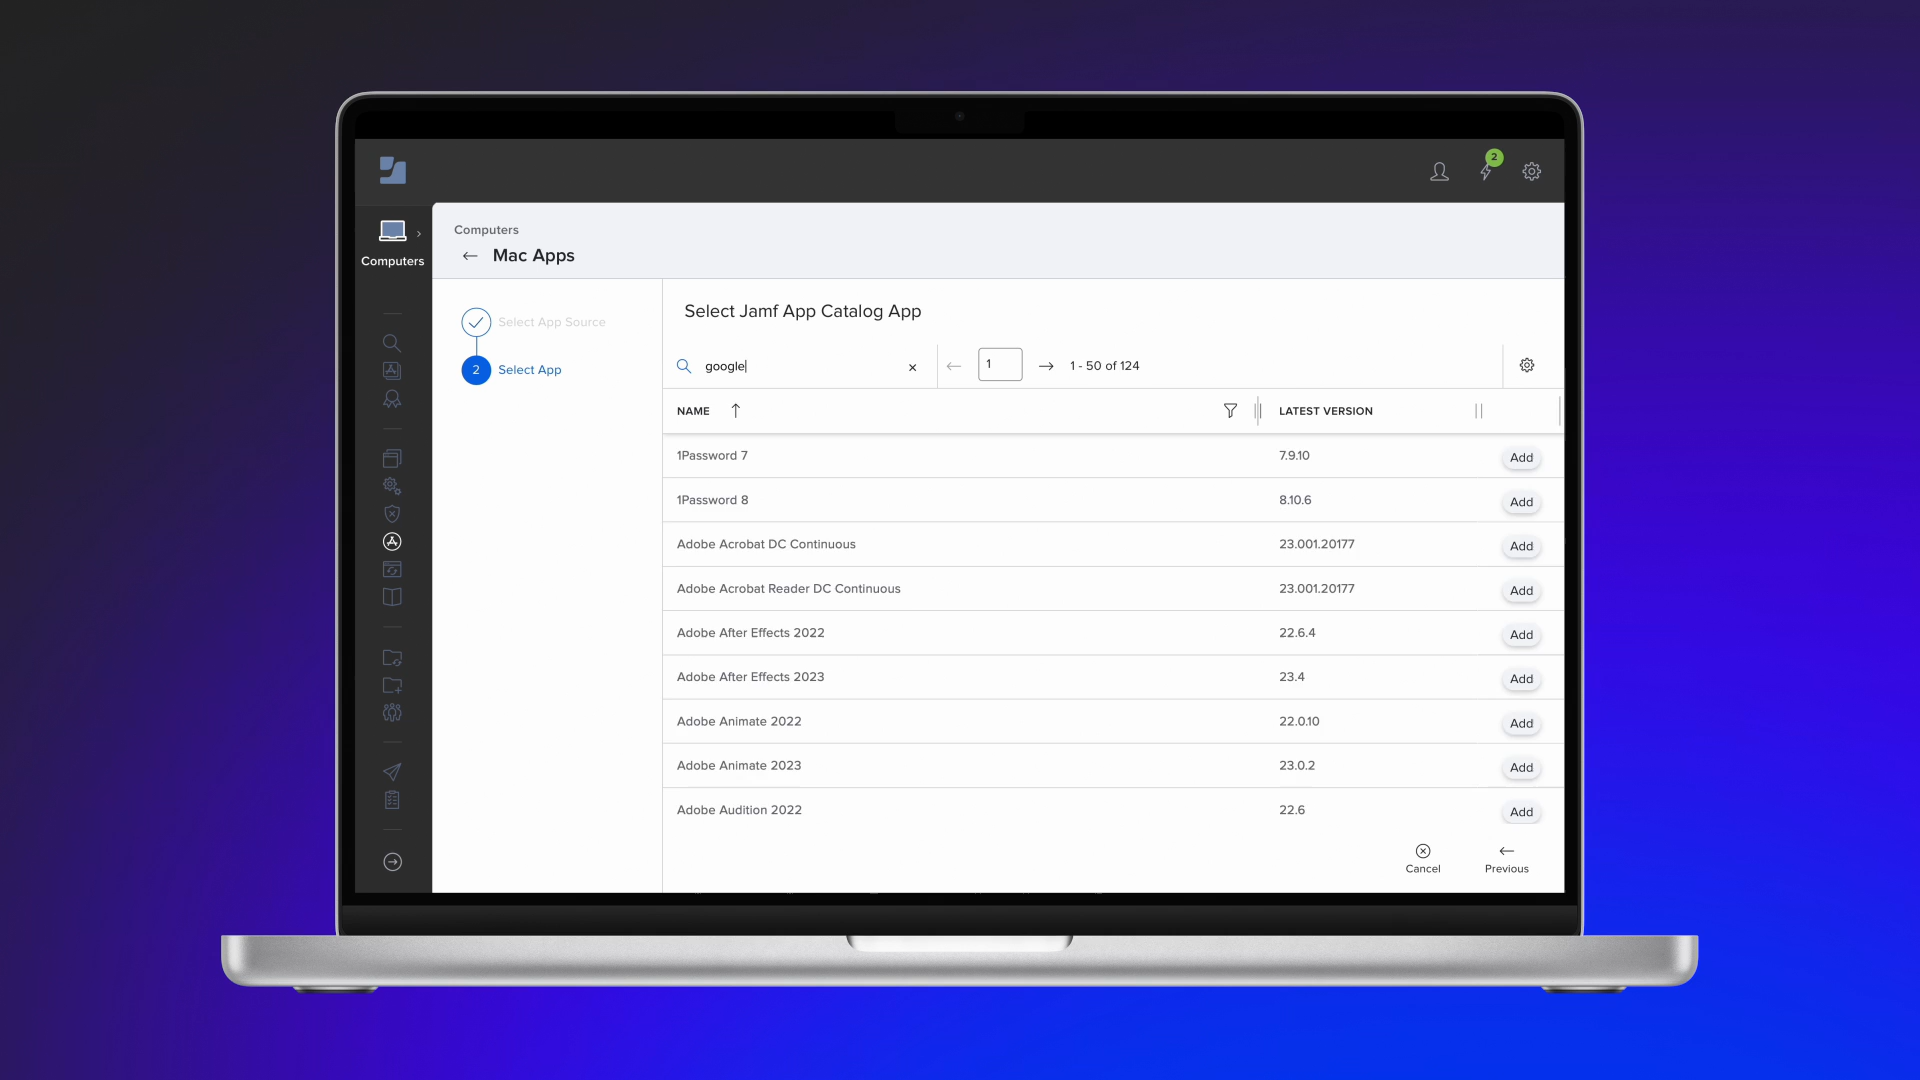 2
Computers
Computers
Mac Apps
Select App Source
2 Select App
Select Jamf App Catalog App
google 1 1 - 50 of 124
NAME LATEST VERSION
1Password 7 7.9.10 Add
1Password 8 8.10.6 Add
Adobe Acrobat DC Continuous 23.001.20177 Add
Adobe Acrobat Reader DC Continuous 23.001.20177 Add
Adobe After Effects 2022 22.6.4 Add
Adobe After Effects 2023 23.4 Add
Adobe Animate 2022 22.0.10 Add
Adobe Animate 2023 23.0.2 Add
Adobe Audition 2022 22.6 Add
Cancel Previous